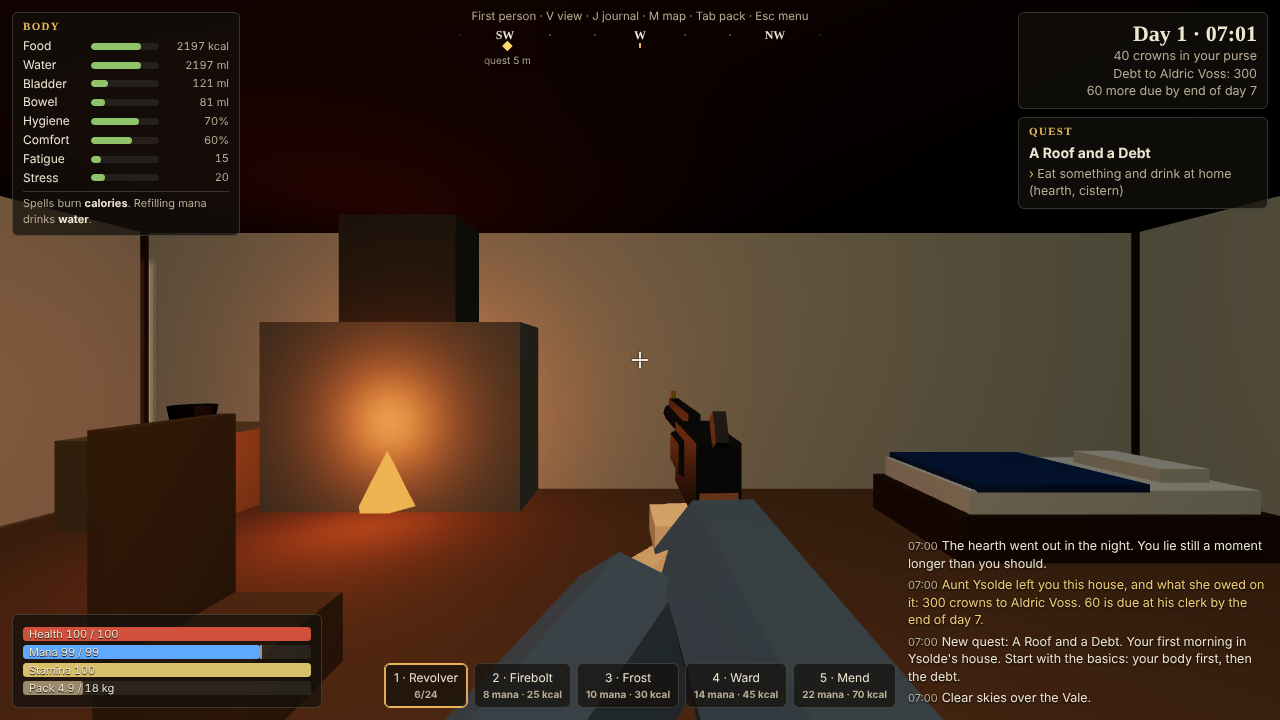 First person · V view · J journal · M map · Tab pack · Esc menu
SW
W
NW
quest 5 m
BODY
Food 2197 kcal
Water 2197 ml
Bladder 121 ml
Bowel 81 ml
Hygiene 70%
Comfort 60%
Fatigue 15
Stress 20
Spells burn calories. Refilling mana
drinks water.
Day 1 · 07:01
40 crowns in your purse
Debt to Aldric Voss: 300
60 more due by end of day 7
QUEST
A Roof and a Debt
› Eat something and drink at home
(hearth, cistern)
07:00 The hearth went out in the night. You lie still a moment
longer than you should.
07:00 Aunt Ysolde left you this house, and what she owed on
it: 300 crowns to Aldric Voss. 60 is due at his clerk by the
end of day 7.
07:00 New quest: A Roof and a Debt. Your first morning in
Ysolde's house. Start with the basics: your body first, then
the debt.
07:00 Clear skies over the Vale.
Health 100 / 100
Mana 99 / 99
Stamina 100
Pack 4.9 / 18 kg
1 · Revolver
6/24
2 · Firebolt
8 mana · 25 kcal
3 · Frost
10 mana · 30 kcal
4 · Ward
14 mana · 45 kcal
5 · Mend
22 mana · 70 kcal